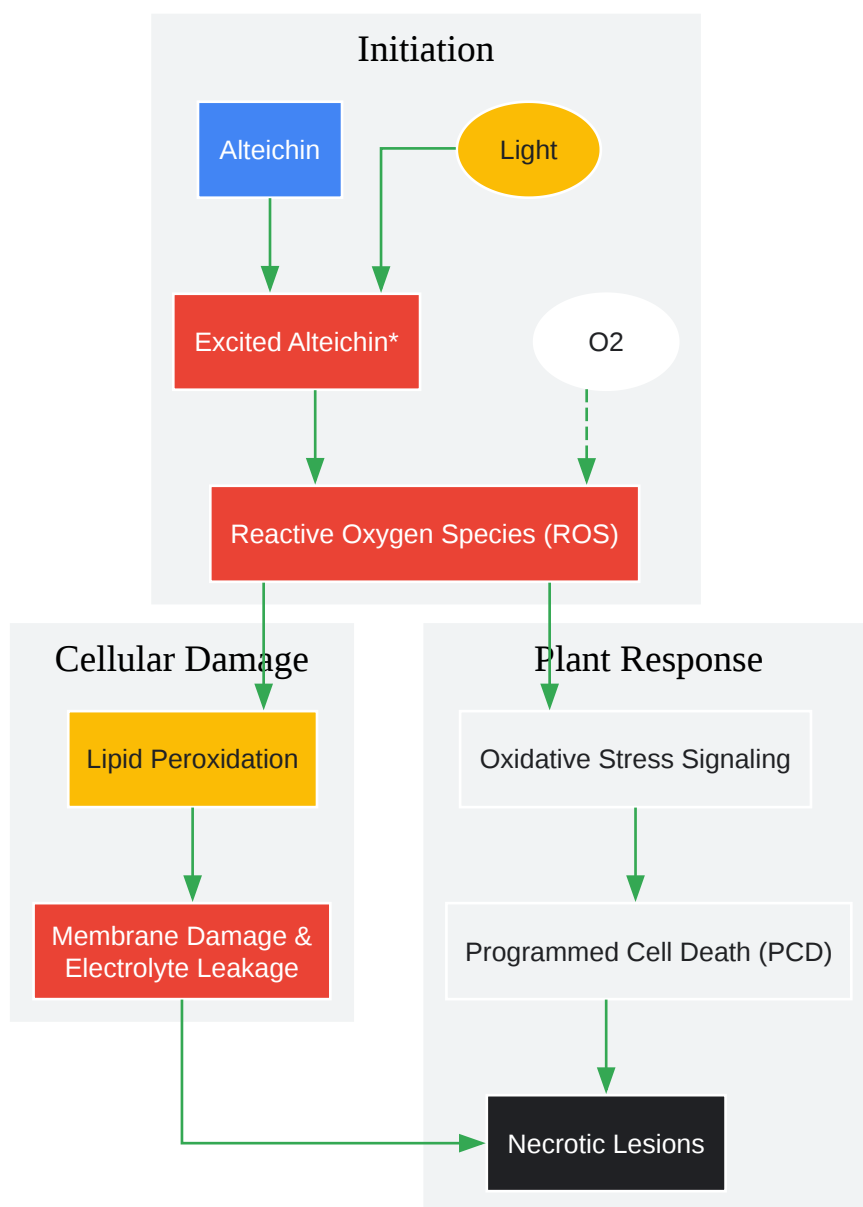 Initiation
Alteichin
Light
Excited Alteichin*
O2
Reactive Oxygen Species (ROS)
Cellular Damage
Plant Response
Lipid Peroxidation
Oxidative Stress Signaling
Membrane Damage &
Electrolyte Leakage
Programmed Cell Death (PCD)
Necrotic Lesions